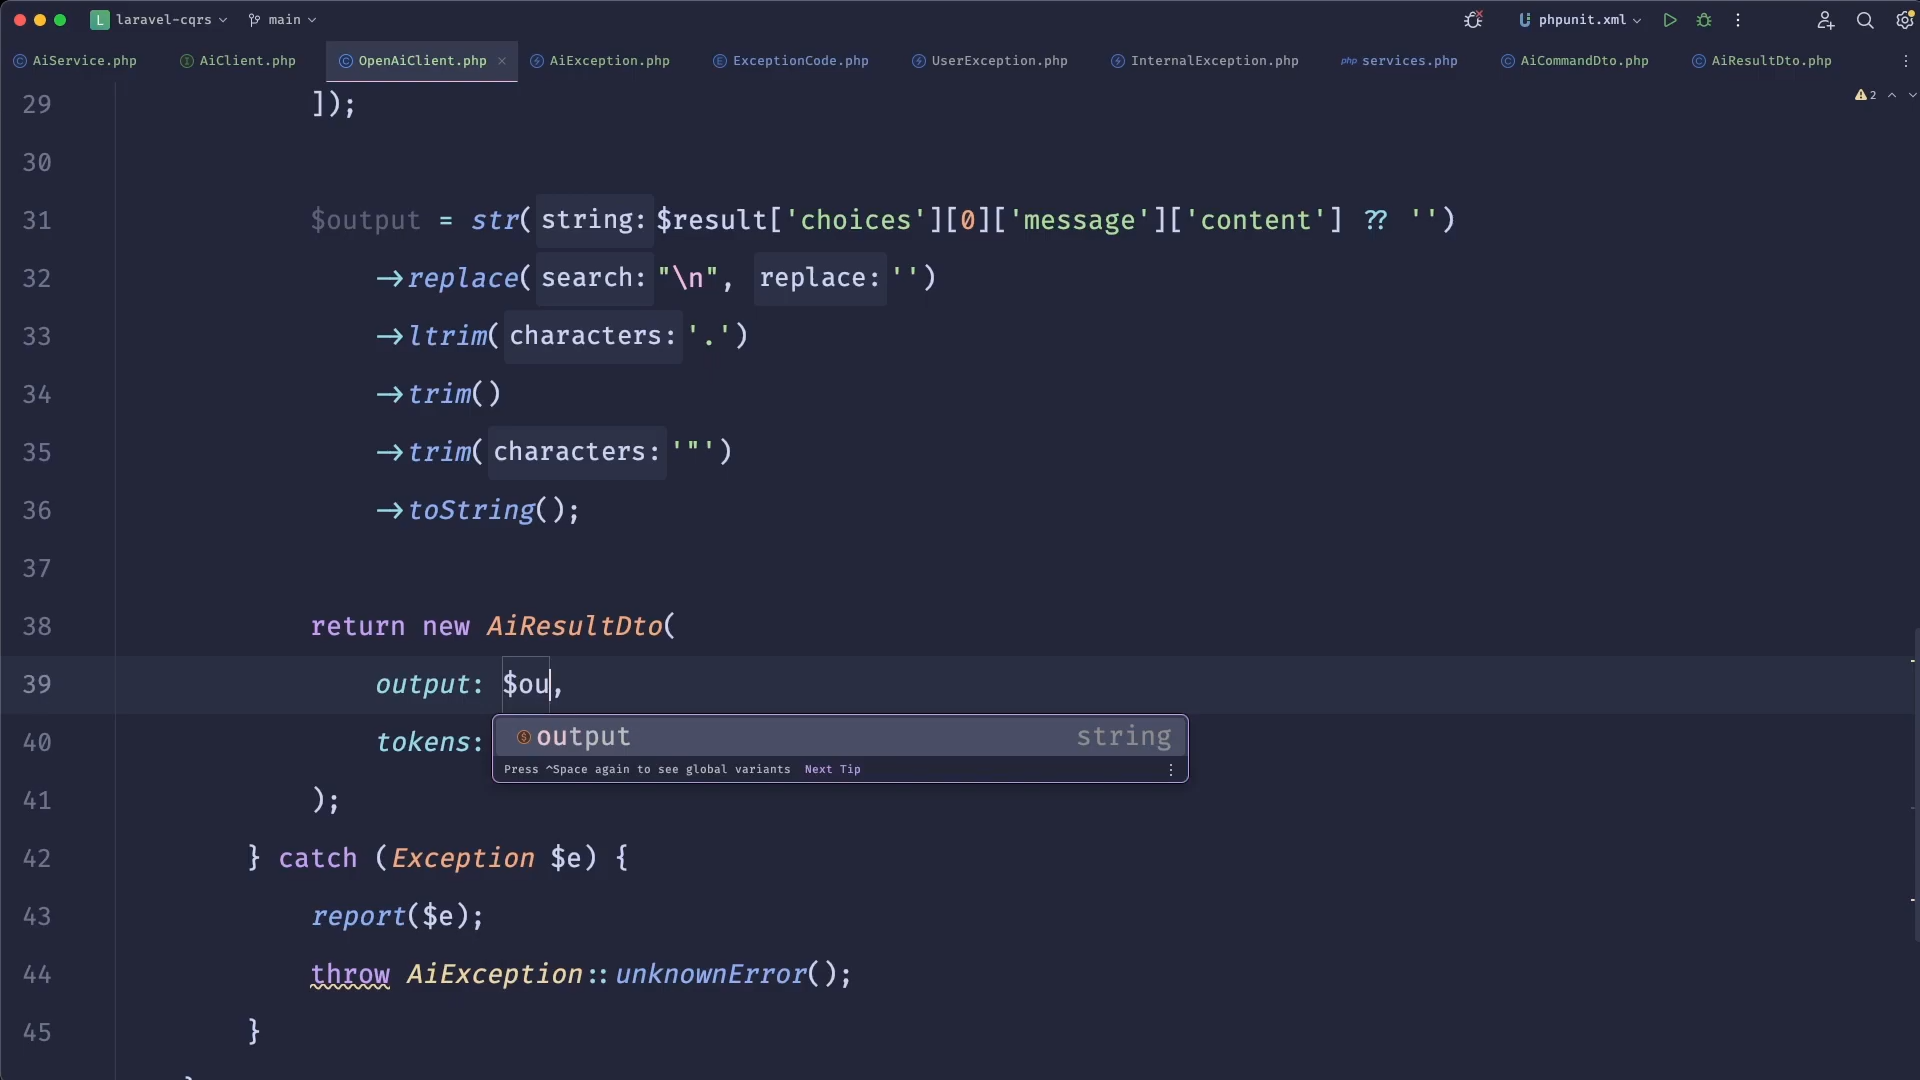 L laravel-cqrs main phpunit.xml
AiService.php AiClient.php OpenAiClient.php AiException.php ExceptionCode.php UserException.php InternalException.php php services.php AiCommandDto.php AiResultDto.php
29 ]); 2
30
31 $output = str( string: $result['choices'][0]['message']['content'] ?? '')
32 ->replace( search: "\n", replace: '')
33 ->ltrim( characters: '.')
34 ->trim()
35 ->trim( characters: '"')
36 ->toString();
37
38 return new AiResultDto(
39 output: $ou,
40 tokens:
output string
Press ^Space again to see global variants Next Tip
41 );
42 } catch (Exception $e) {
43 report($e);
44 throw AiException::unknownError();
45 }